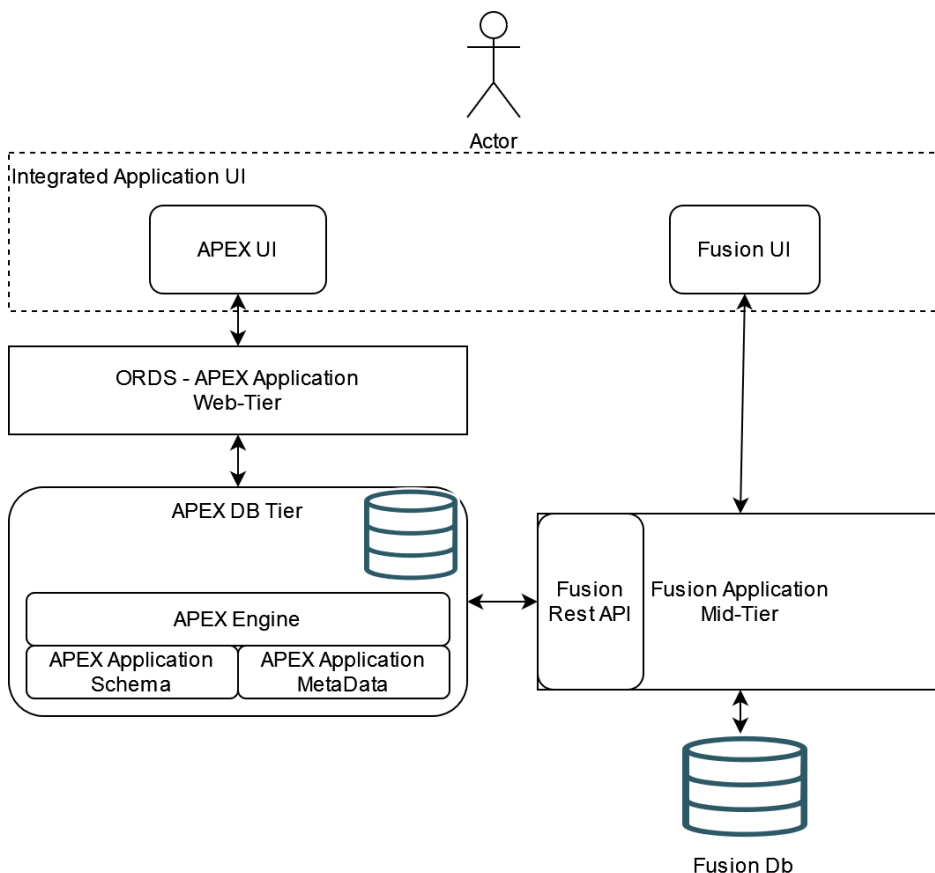 Actor
Integrated Application UI
APEX UI
Fusion UI
ORDS - APEX Application
Web-Tier
APEX DB Tier
APEX Engine
APEX Application
Schema
APEX Application
MetaData
Fusion
Rest API
Fusion Application
Mid-Tier
Fusion Db